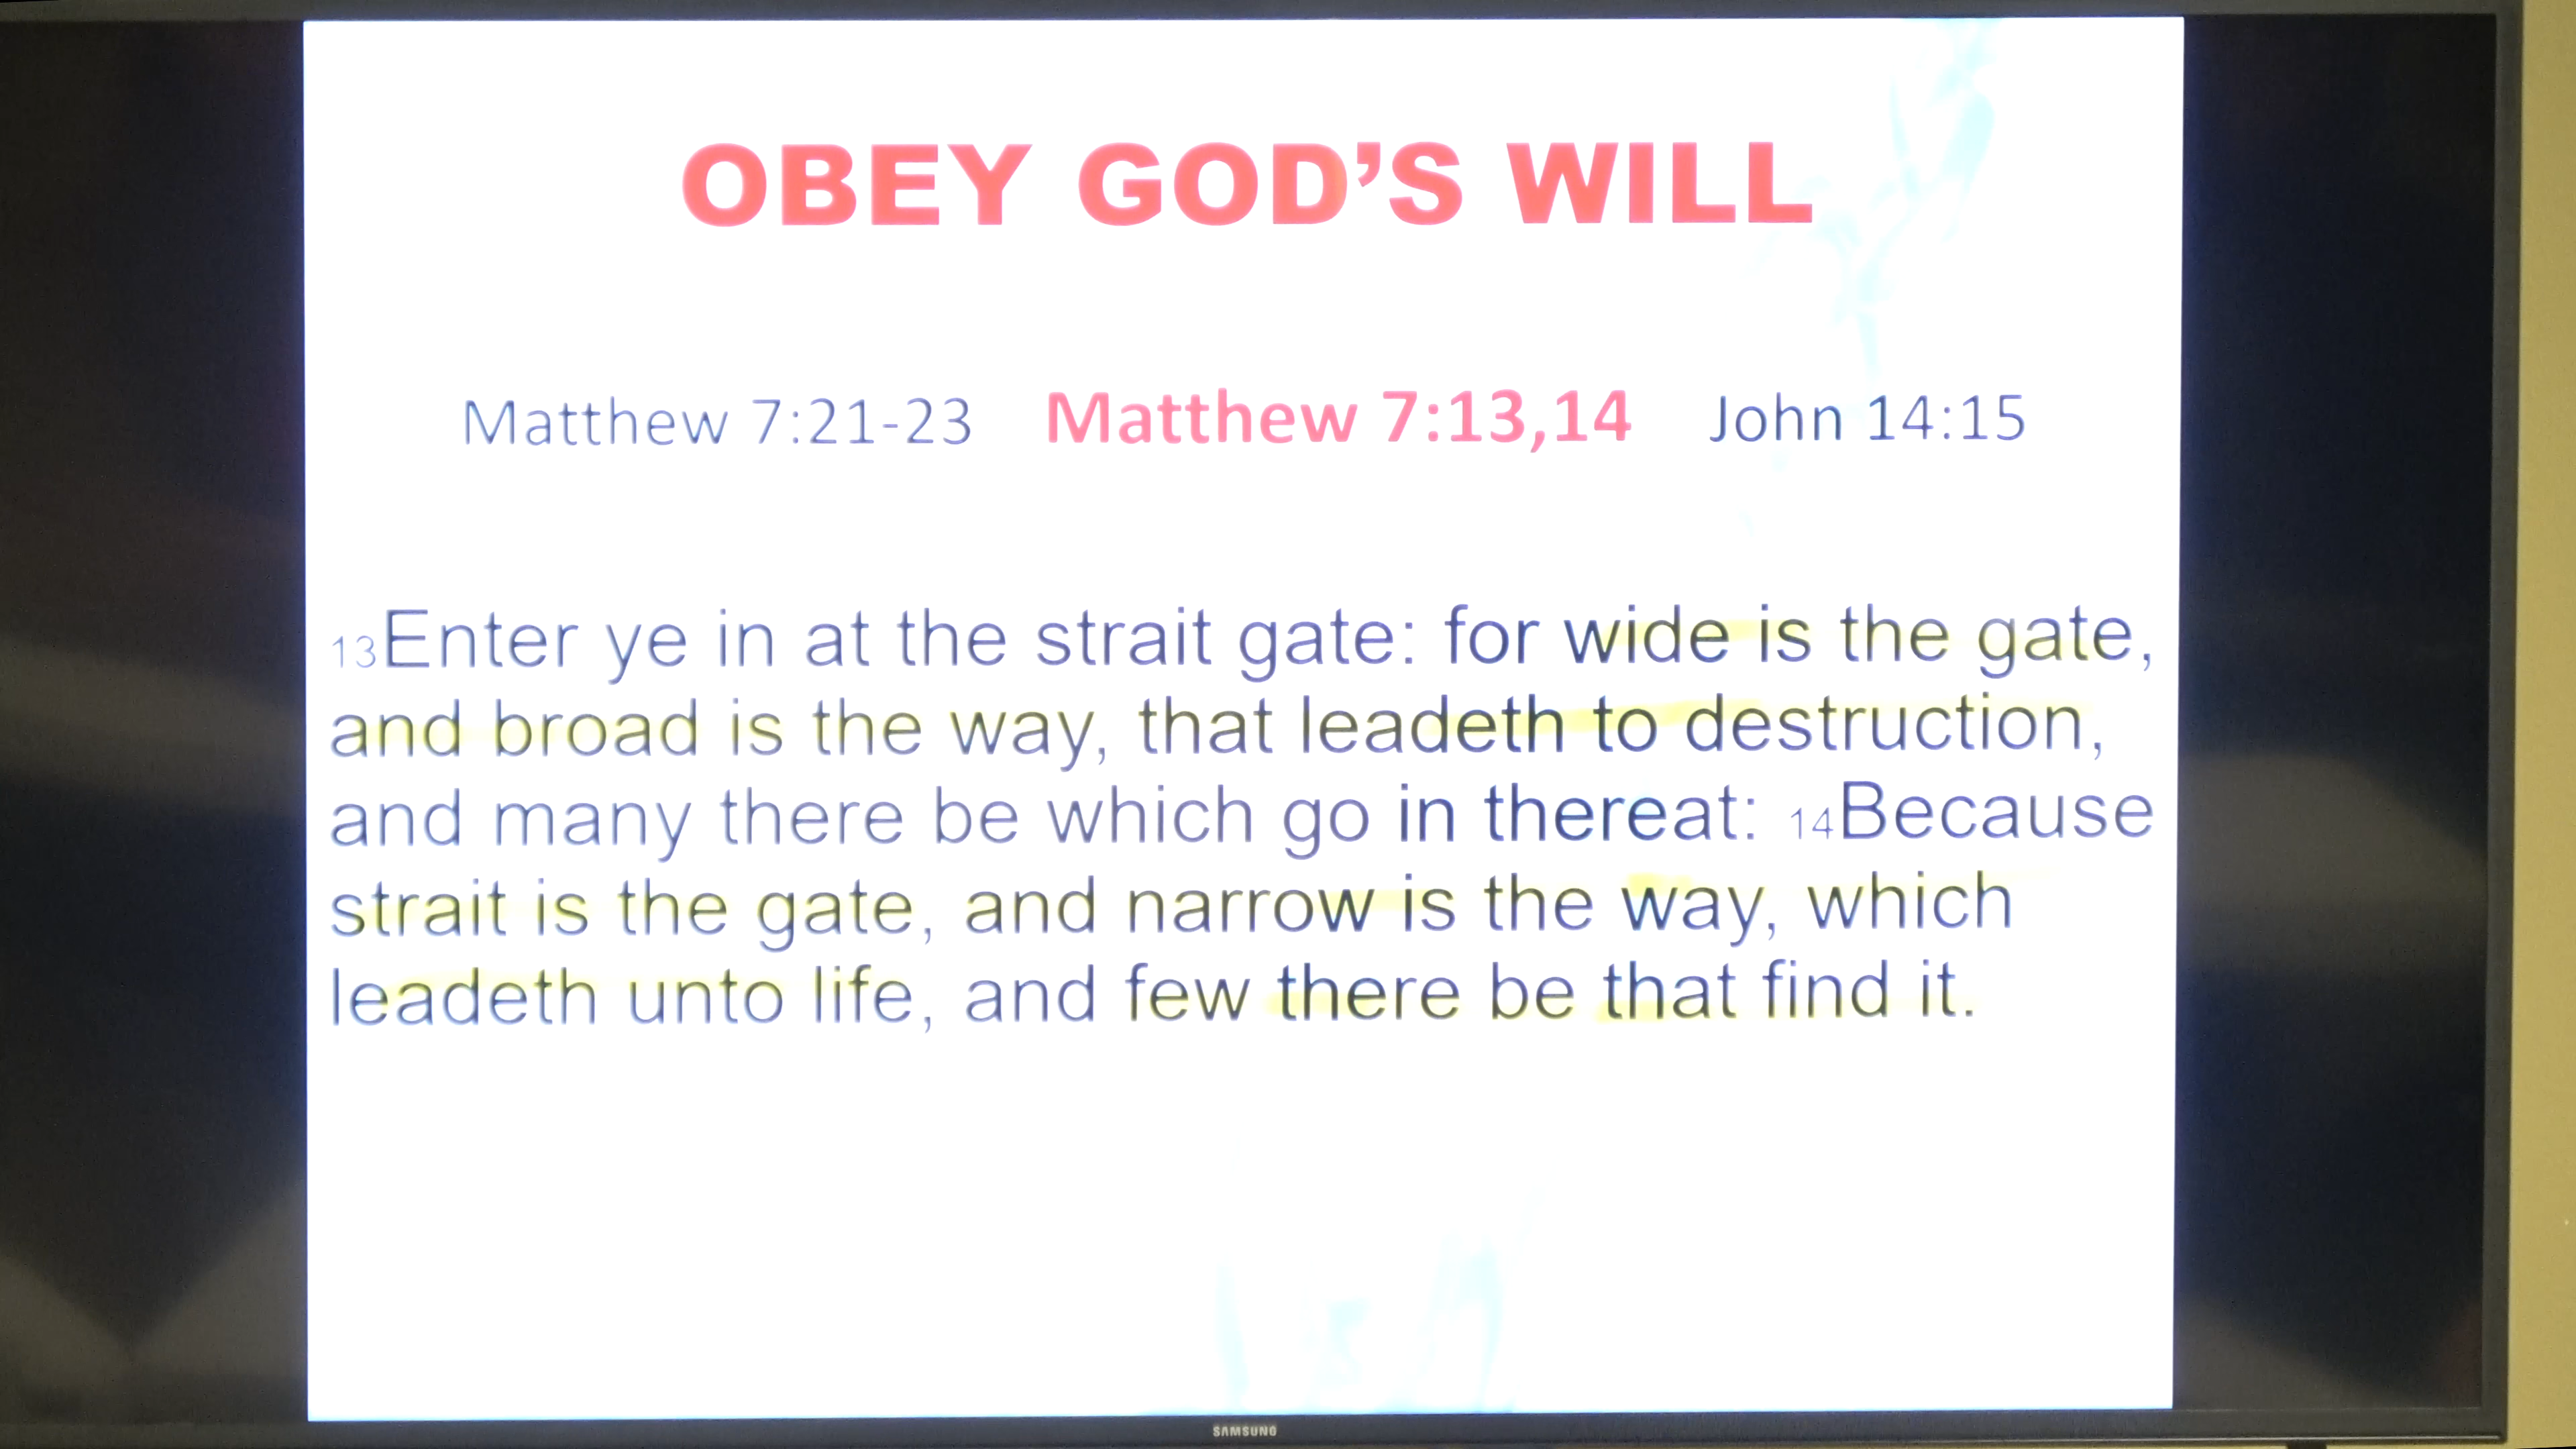 OBEY GOD’S WILL
Matthew 7:21-23 Matthew 7:13,14 John 14:15
13Enter ye in at the strait gate: for wide is the gate,
and broad is the way, that leadeth to destruction,
and many there be which go in thereat: 14Because
strait is the gate, and narrow is the way, which
leadeth unto life, and few there be that find it.
SAMSUNG